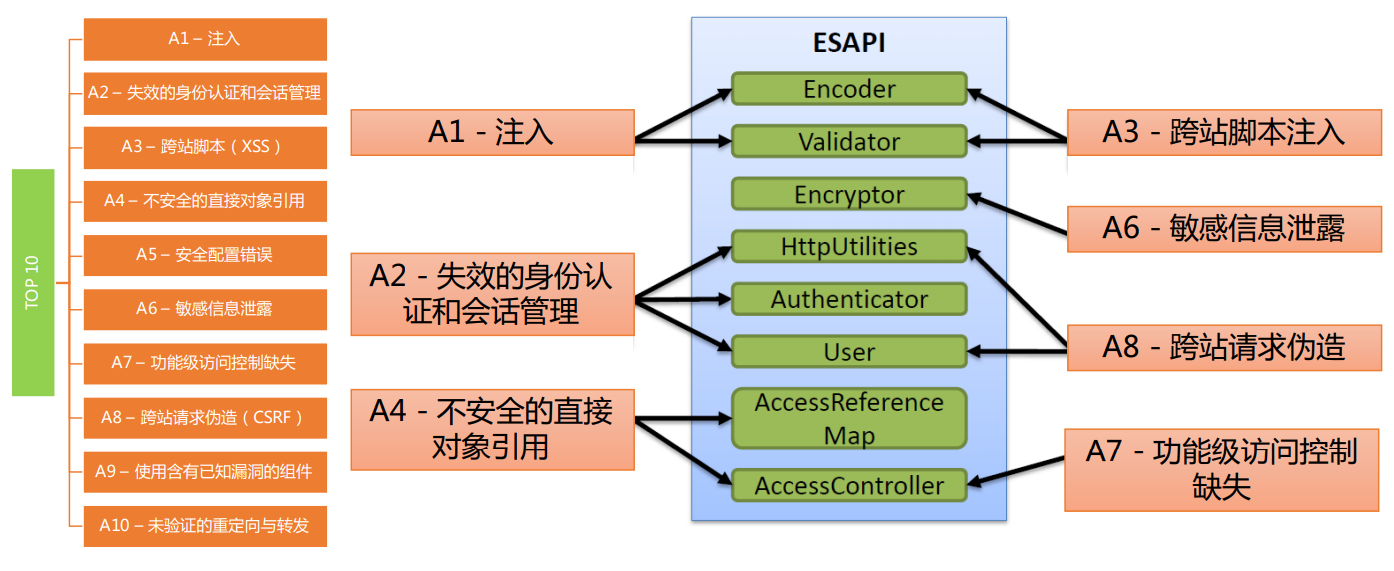 TOP 10
A1 – 注入
A2 – 失效的身份认证和会话管理
A3 – 跨站脚本（XSS）
A4 – 不安全的直接对象引用
A5 – 安全配置错误
A6 – 敏感信息泄露
A7 – 功能级访问控制缺失
A8 – 跨站请求伪造（CSRF）
A9 – 使用含有已知漏洞的组件
A10 – 未验证的重定向与转发
A1 - 注入
A2 - 失效的身份认
证和会话管理
A4 - 不安全的直接
对象引用
ESAPI
Encoder
Validator
Encryptor
HttpUtilities
Authenticator
User
AccessReference
Map
AccessController
A3 - 跨站脚本注入
A6 - 敏感信息泄露
A8 - 跨站请求伪造
A7 - 功能级访问控制
缺失